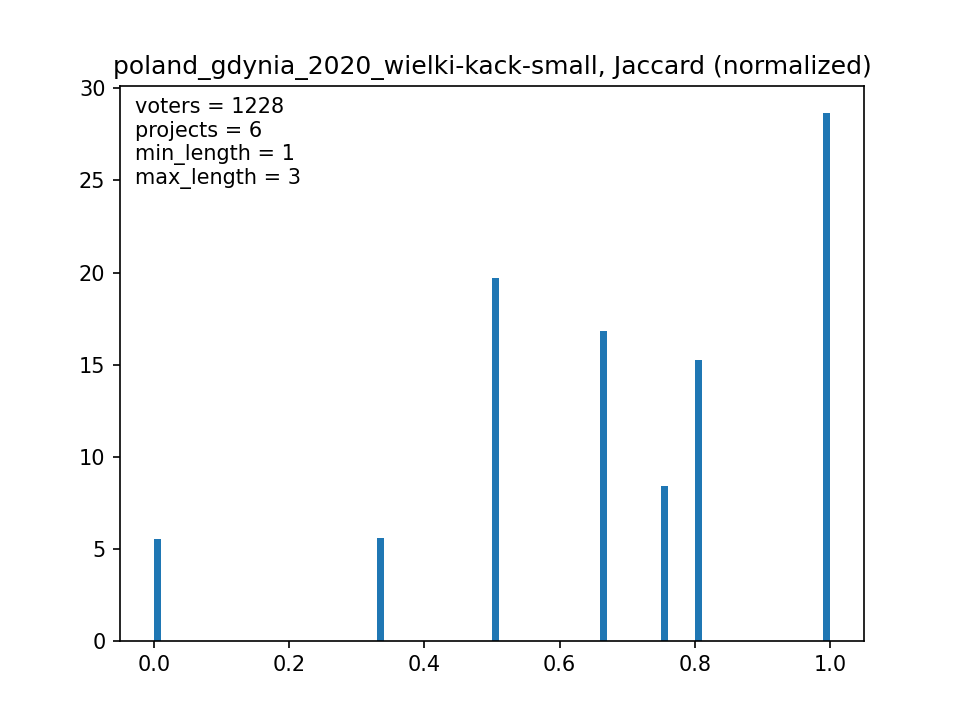 poland_gdynia_2020_wielki-kack-small, Jaccard (normalized)
voters = 1228
projects = 6
min_length = 1
max_length = 3
30
25
20
15
10
5
0
0.0 0.2 0.4 0.6 0.8 1.0